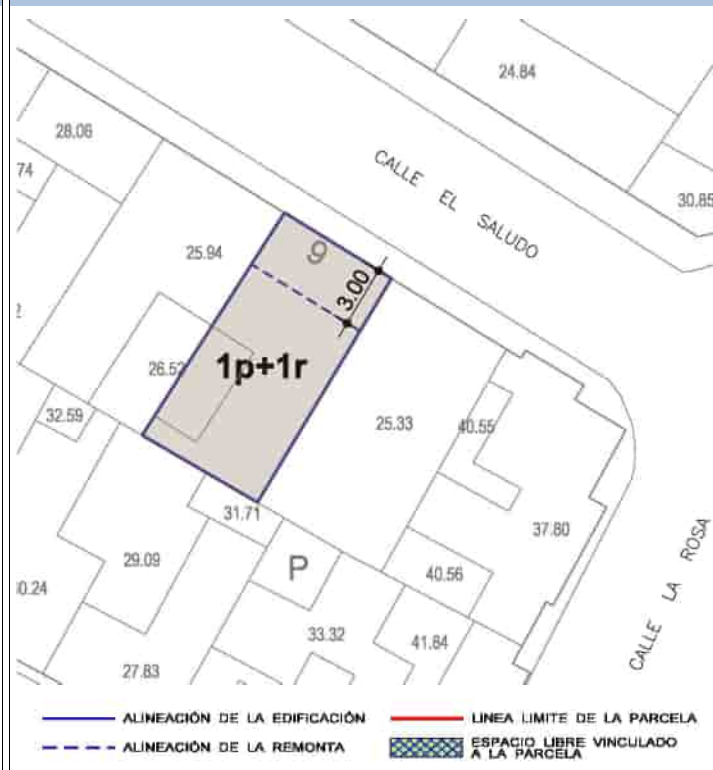 24.84
28.06
74
CALLE EL SALUDO
30.85
25.94
9
3.00
26.52
1p+1r
32.59
25.33
40.55
31.71
37.80
29.09
P
40.56
CALLE LA ROSA
0.24
33.32
41.84
27.83
ALINEACIÓN DE LA EDIFICACIÓN
LINEA LIMITE DE LA PARCELA
ALINEACIÓN DE LA REMONTA
ESPACIO LIBRE VINCULADO
A LA PARCELA